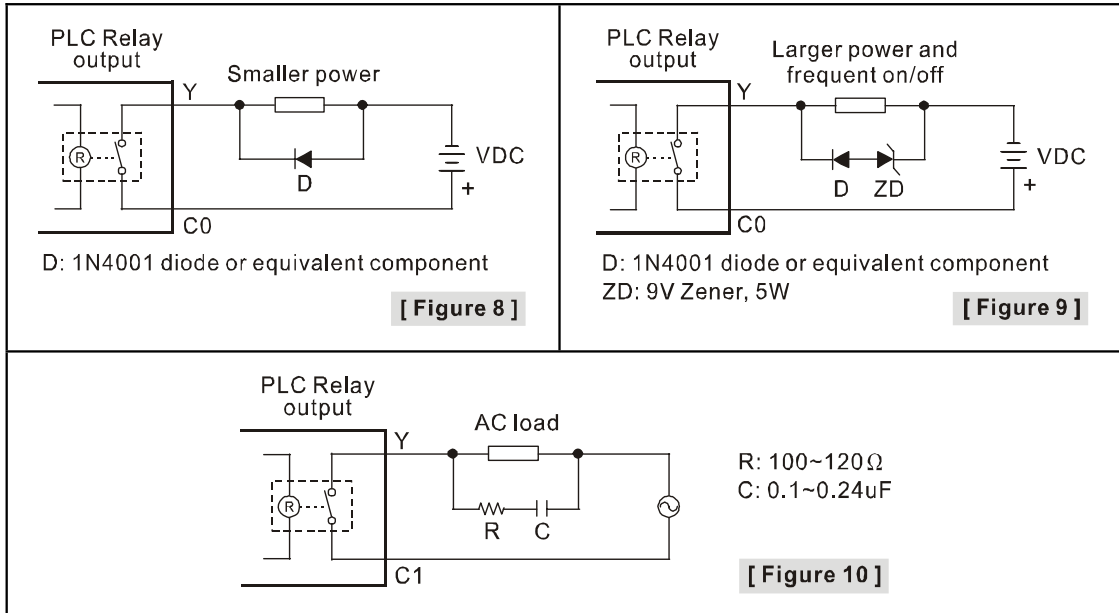 PLC Relay
output
Smaller power
Y
R
D
VDC
+
C0
D: 1N4001 diode or equivalent component
[ Figure 8 ]
PLC Relay
output
Larger power and
frequent on/off
Y
R
D ZD
VDC
+
C0
D: 1N4001 diode or equivalent component
ZD: 9V Zener, 5W
[ Figure 9 ]
PLC Relay
output
AC load
Y
R
R C
C1
R: 100~120Ω
C: 0.1~0.24uF
[ Figure 10 ]